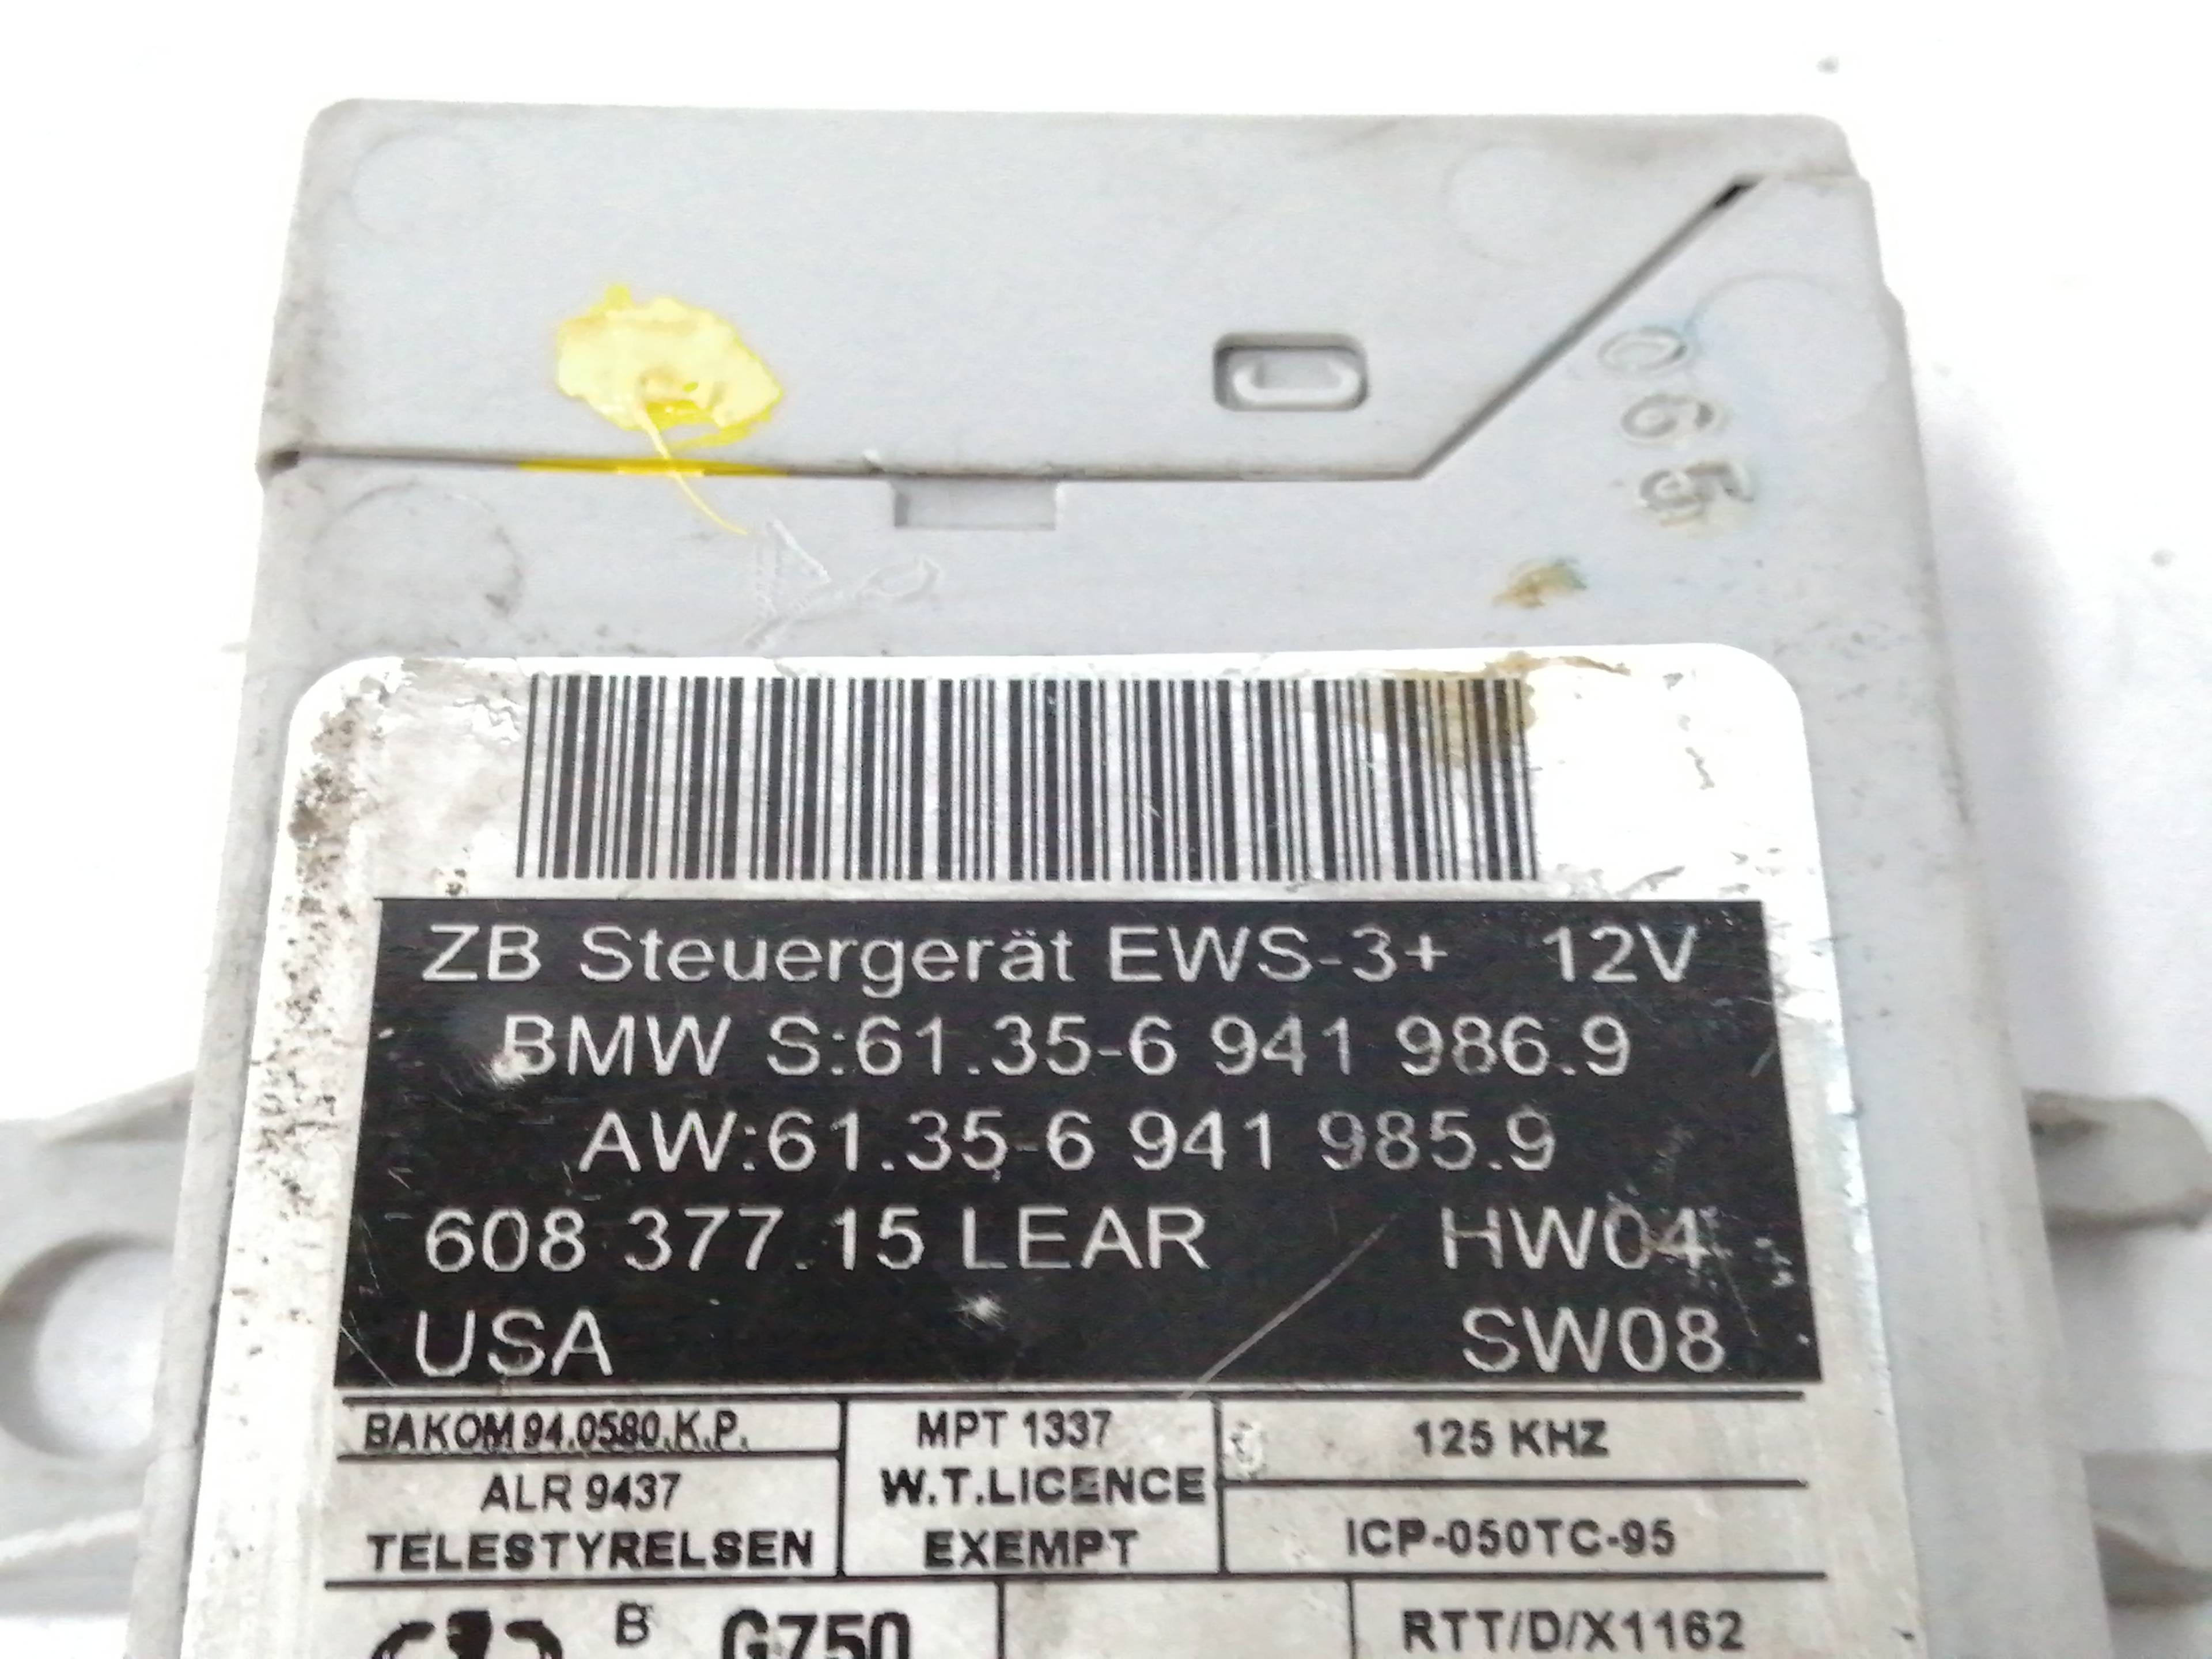 0665
ZB Steuergerät EWS-3+ 12V
BMW S:61.35-6 941 986.9
AW:61.35-6 941 985.9
608 377.15 LEAR HW04
USA SW08
BAKOM 94.0580.K.P.
ALR 9437
TELESTYRELSEN
MPT 1337
W.T.LICENCE
EXEMPT
125 KHZ
ICP-050TC-95
B G750
RTT/D/X1162